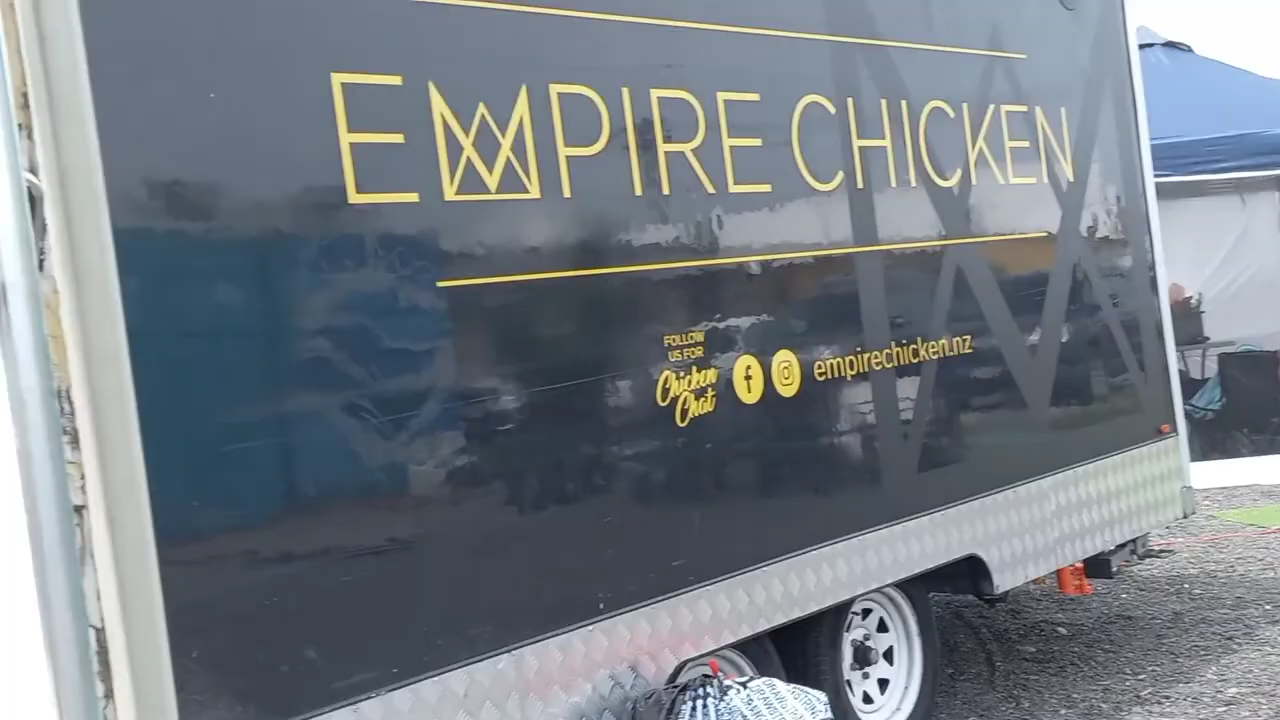 EMPIRE CHICKEN
FOLLOW
US FOR
Chicken
Chat
empirechicken.nz